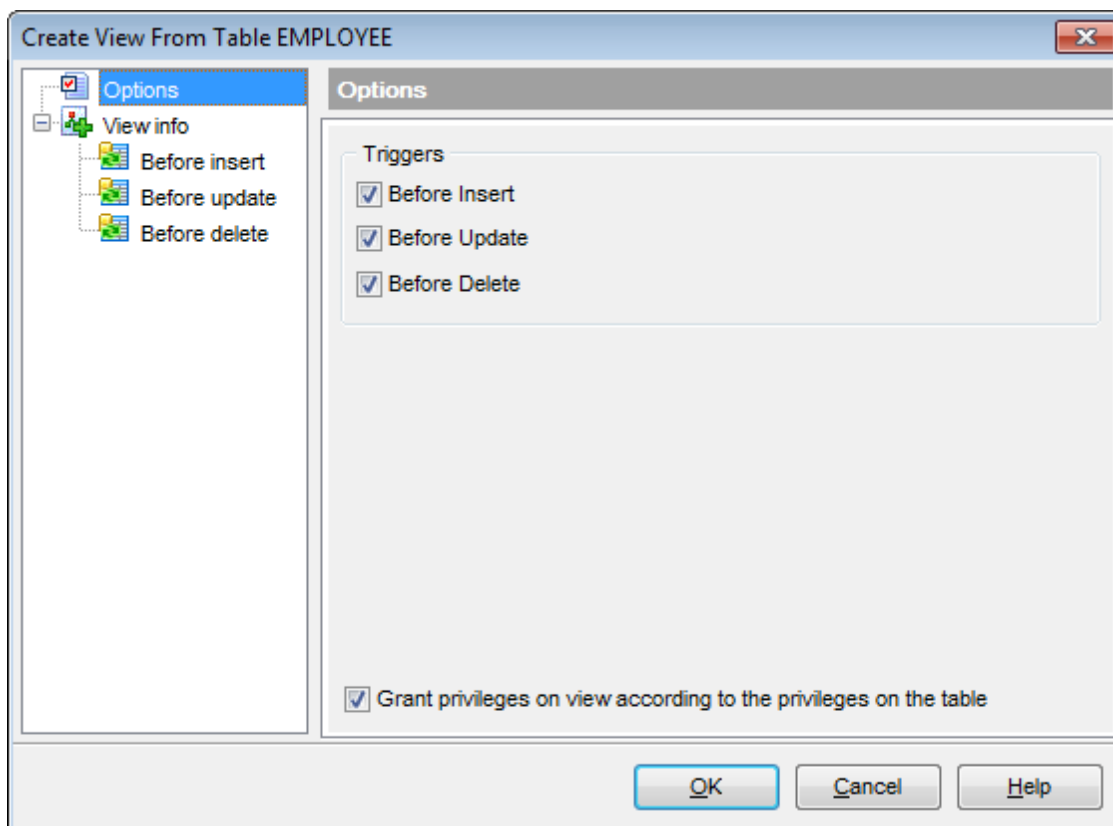 Create View From Table EMPLOYEE
Options
View info
Before insert
Before update
Before delete
Options
Triggers
Before Insert
Before Update
Before Delete
Grant privileges on view according to the privileges on the table
OK
Cancel
Help